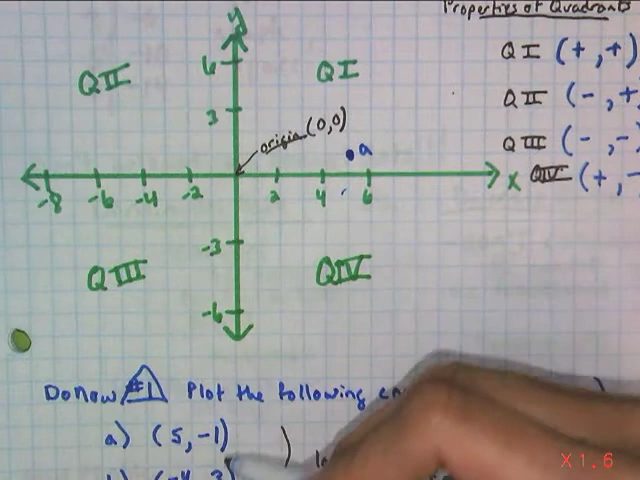 Properties of Quadrants
y
QII
6
QI
QI (+,+)
3
QII (-,+
origin (0,0)
a
QIII (-,-)
-8 -6 -4 -2 2 4 6 x
QIV (+,-
-3
QIII
QIV
-6
Do Now #1 Plot the following
a) (5,-1) )
X1.6